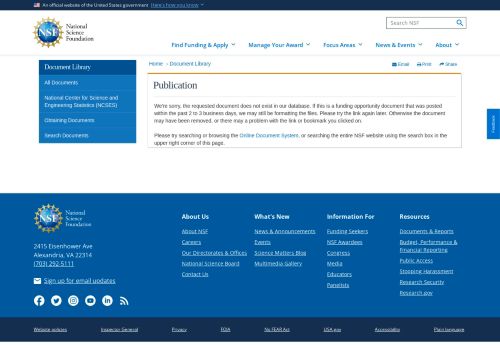 An official website of the United States government Here's how you know
NSF
National
Science
Foundation
Search NSF
Find Funding & Apply Manage Your Award Focus Areas News & Events About
Document Library
All Documents
National Center for Science and
Engineering Statistics (NCSES)
Obtaining Documents
Search Documents
Home Document Library
Email Print Share
Publication
We're sorry, the requested document does not exist in our database. If this is a funding opportunity document that was posted
within the past 2 to 3 business days, we may still be formatting the files. Please try the link again later. Otherwise the document
may have been removed, or there may a problem with the link or bookmark you clicked on.
Please try searching or browsing the Online Document System, or searching the entire NSF website using the search box in the
upper right corner of this page.
Feedback
NSF
National
Science
Foundation
2415 Eisenhower Ave
Alexandria, VA 22314
(703) 292-5111
Sign up for email updates
About Us
About NSF
Careers
Our Directorates & Offices
National Science Board
Contact Us
What's New
News & Announcements
Events
Science Matters Blog
Multimedia Gallery
Information For
Funding Seekers
NSF Awardees
Congress
Media
Educators
Panelists
Resources
Documents & Reports
Budget, Performance &
Financial Reporting
Public Access
Stopping Harassment
Research Security
Research.gov
Website policies Inspector General Privacy FOIA No FEAR Act USA.gov Accessibility Plain language